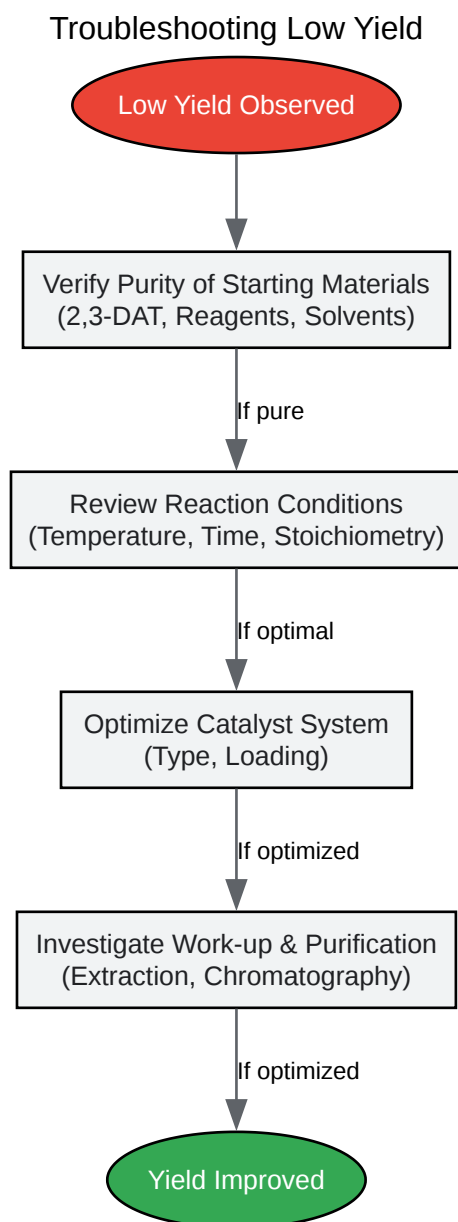 Troubleshooting Low Yield
Low Yield Observed
Verify Purity of Starting Materials
(2,3-DAT, Reagents, Solvents)
If pure
Review Reaction Conditions
(Temperature, Time, Stoichiometry)
If optimal
Optimize Catalyst System
(Type, Loading)
If optimized
Investigate Work-up & Purification
(Extraction, Chromatography)
If optimized
Yield Improved